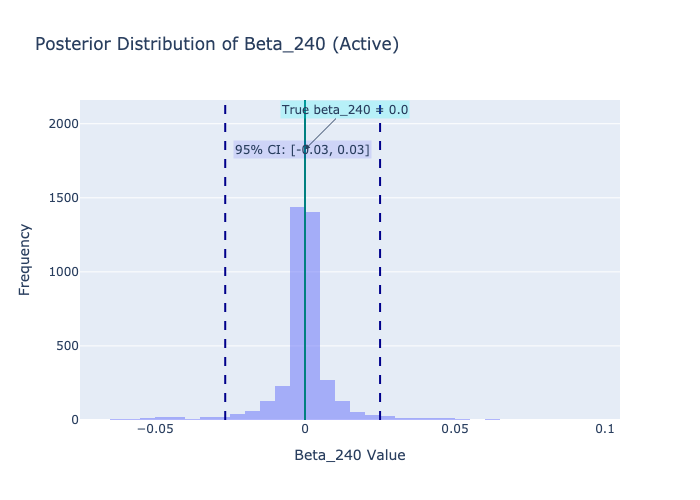 Posterior Distribution of Beta_240 (Active)
True beta_240 = 0.0
95% CI: [-0.03, 0.03]
2000
1500
1000
500
0
Frequency
−0.05
0
0.05
0.1
Beta_240 Value